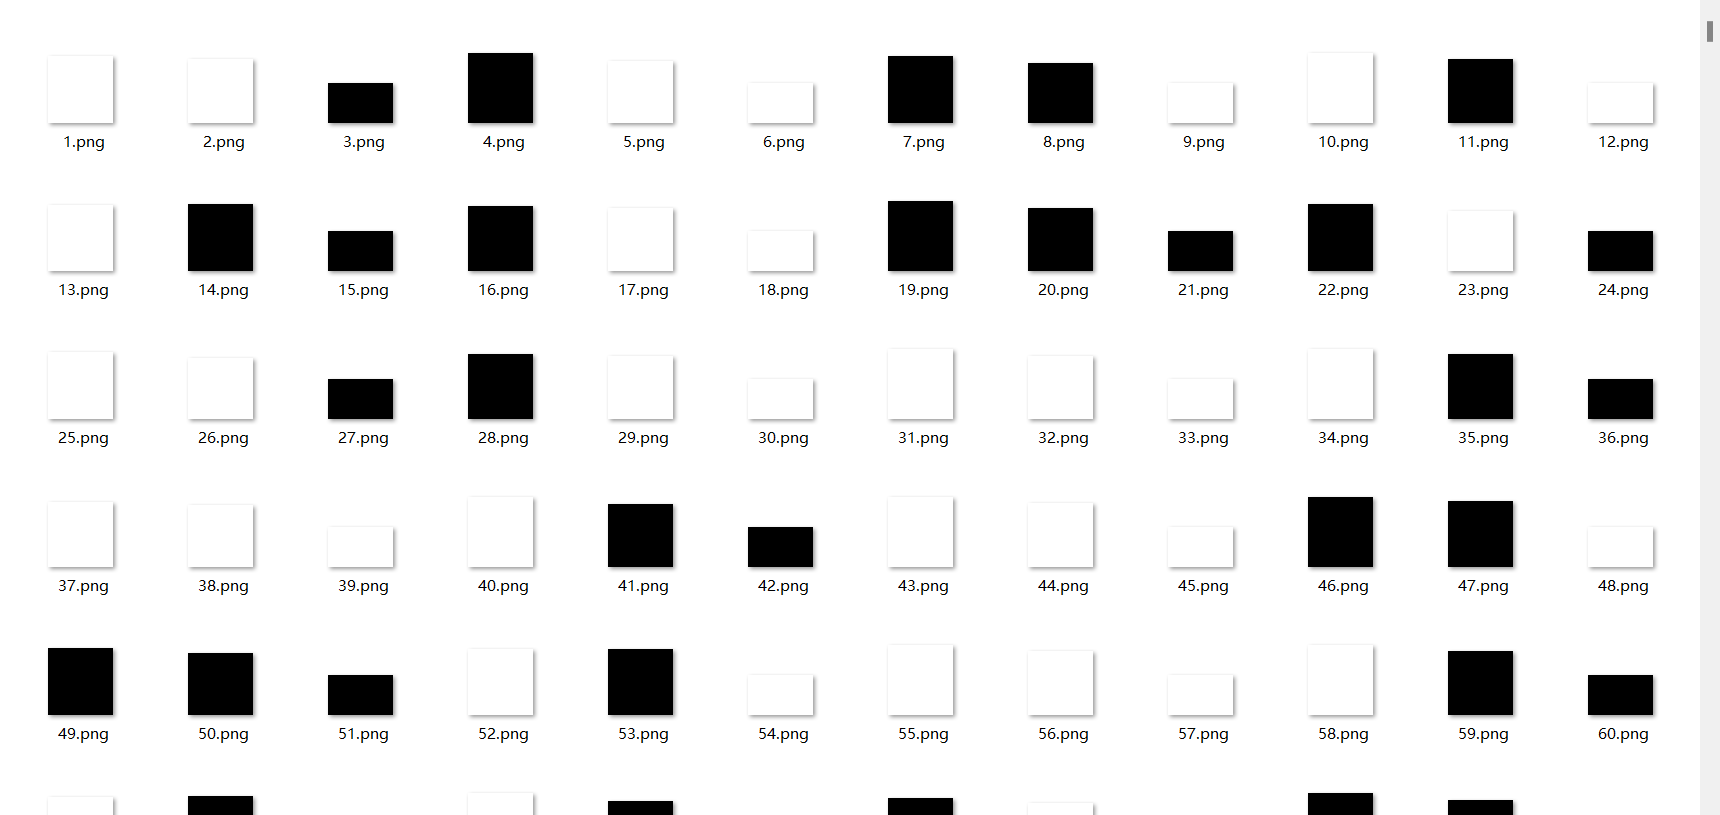 1.png 2.png 3.png 4.png 5.png 6.png 7.png 8.png 9.png 10.png 11.png 12.png
13.png 14.png 15.png 16.png 17.png 18.png 19.png 20.png 21.png 22.png 23.png 24.png
25.png 26.png 27.png 28.png 29.png 30.png 31.png 32.png 33.png 34.png 35.png 36.png
37.png 38.png 39.png 40.png 41.png 42.png 43.png 44.png 45.png 46.png 47.png 48.png
49.png 50.png 51.png 52.png 53.png 54.png 55.png 56.png 57.png 58.png 59.png 60.png